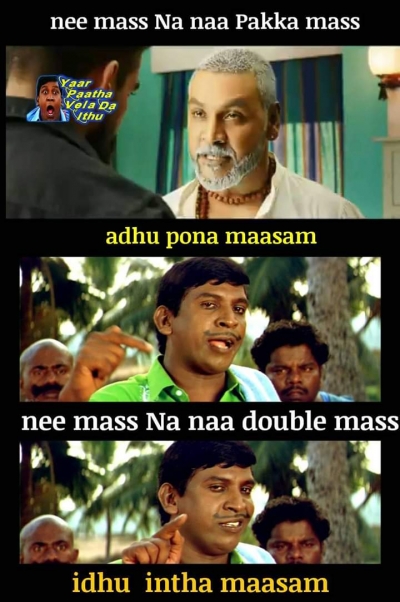 nee mass Na naa Pakka mass
Yaar
Paatha
Vela Da
Ithu
adhu pona maasam
nee mass Na naa double mass
idhu intha maasam